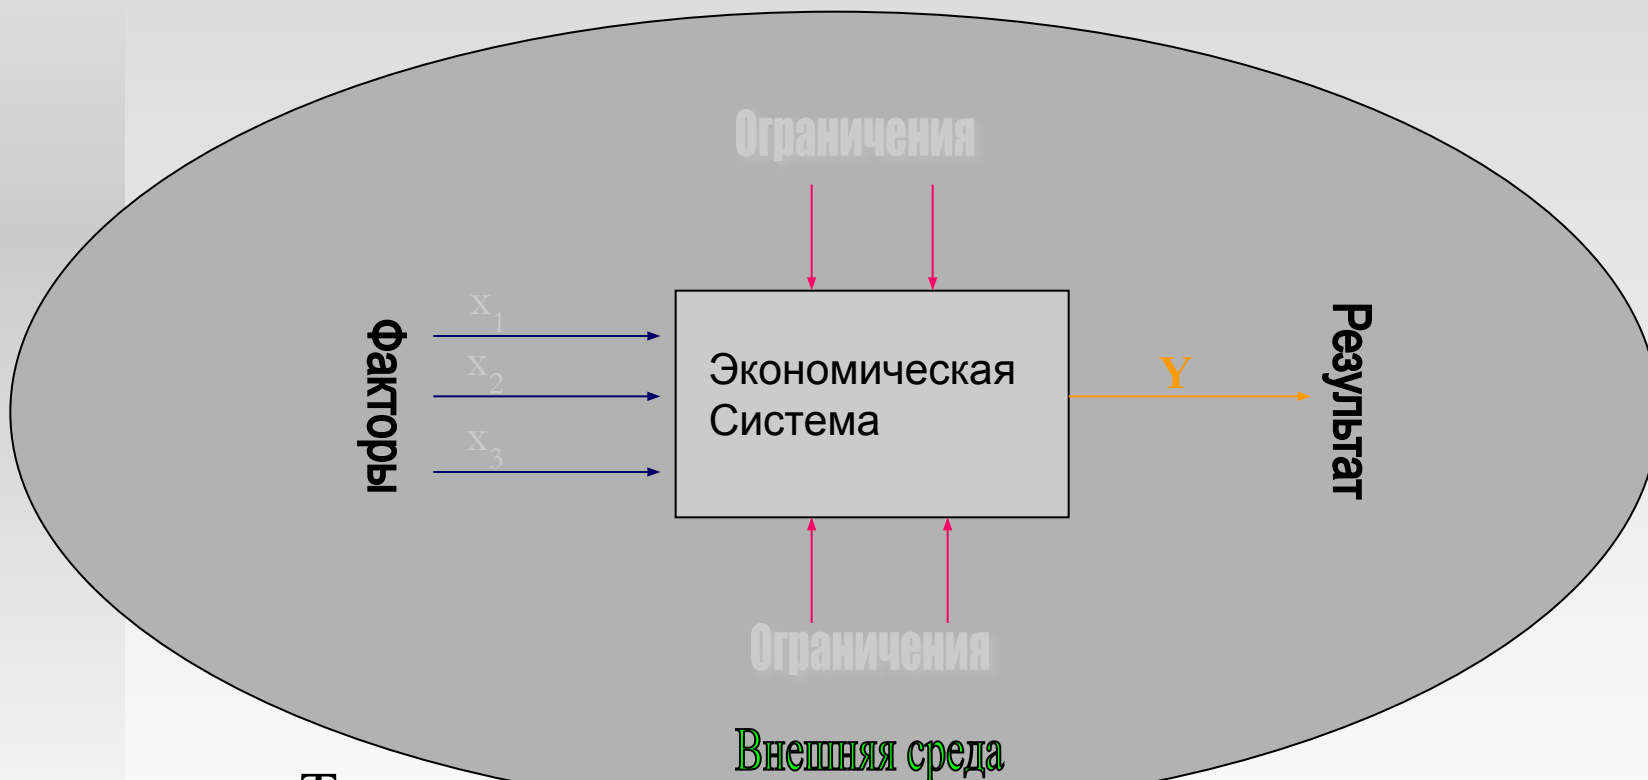 Ограничения
Факторы
x1
x2
x3
Экономическая
Система
Y
Результат
Ограничения
Внешняя среда